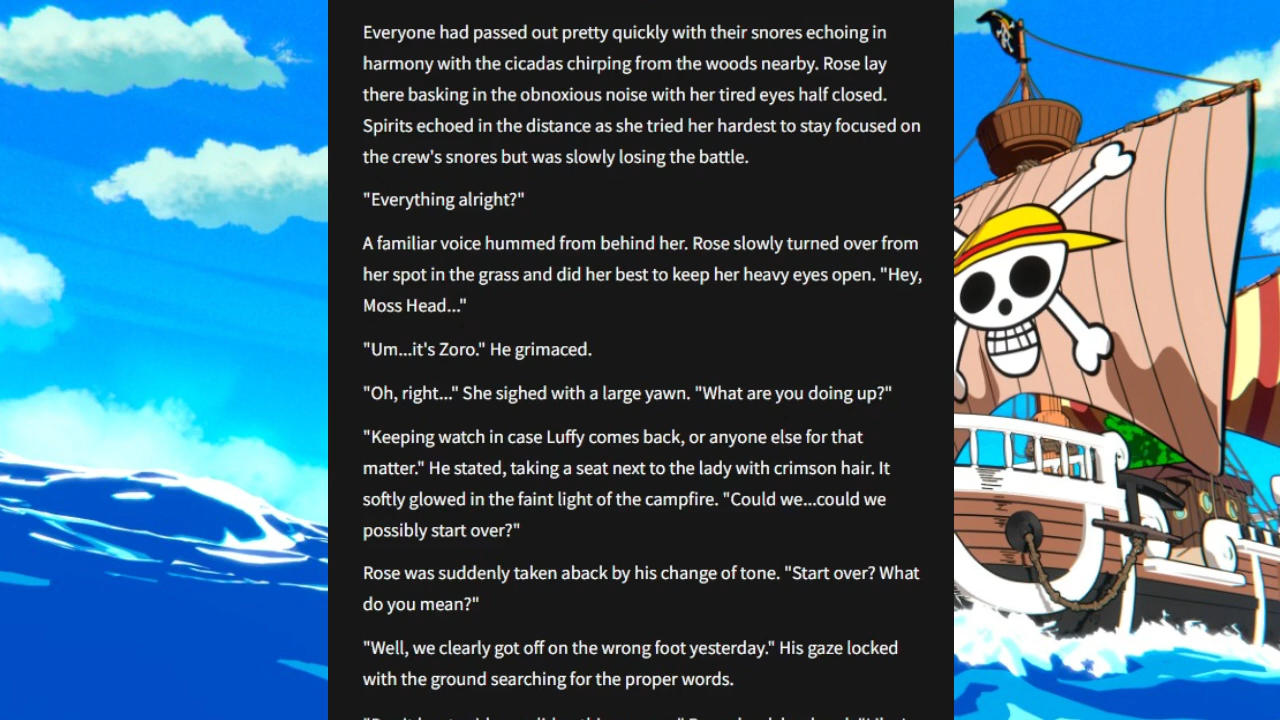 Everyone had passed out pretty quickly with their snores echoing in
harmony with the cicadas chirping from the woods nearby. Rose lay
there basking in the obnoxious noise with her tired eyes half closed.
Spirits echoed in the distance as she tried her hardest to stay focused on
the crew's snores but was slowly losing the battle.
"Everything alright?"
A familiar voice hummed from behind her. Rose slowly turned over from
her spot in the grass and did her best to keep her heavy eyes open. "Hey,
Moss Head..."
"Um...it's Zoro." He grimaced.
"Oh, right..." She sighed with a large yawn. "What are you doing up?"
"Keeping watch in case Luffy comes back, or anyone else for that
matter." He stated, taking a seat next to the lady with crimson hair. It
softly glowed in the faint light of the campfire. "Could we...could we
possibly start over?"
Rose was suddenly taken aback by his change of tone. "Start over? What
do you mean?"
"Well, we clearly got off on the wrong foot yesterday." His gaze locked
with the ground searching for the proper words.